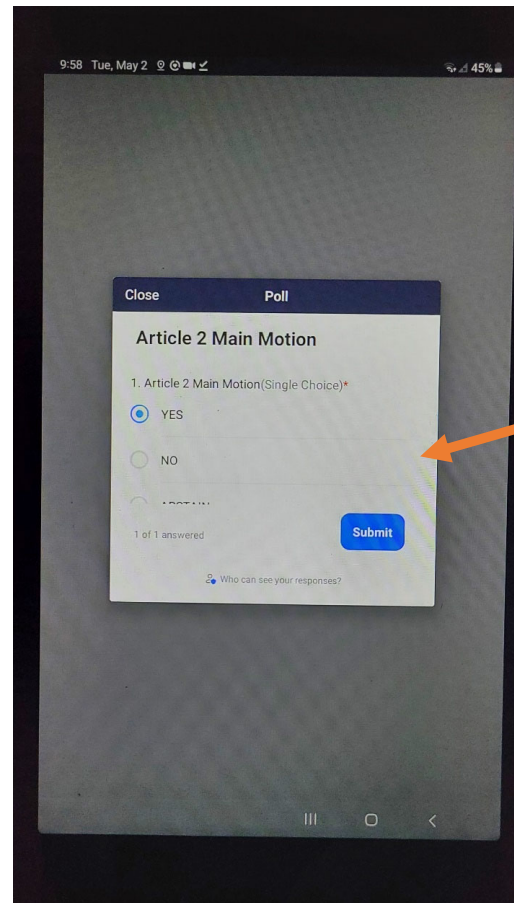 9:58 Tue, May 2 45%
Close Poll
Article 2 Main Motion
1. Article 2 Main Motion(Single Choice)*
YES
NO
1 of 1 answered Submit
Who can see your responses?